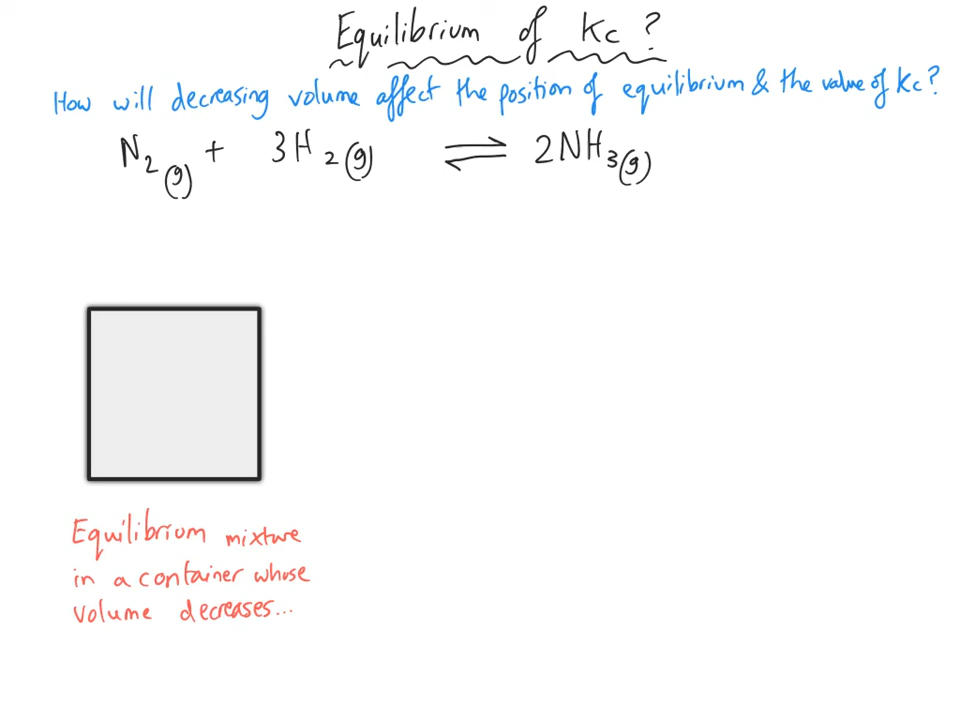 Equilibrium of Kc?
How will decreasing volume affect the position of equilibrium & the value of Kc?
N2(g) + 3H2(g) ⇌ 2NH3(g)
Equilibrium mixture
in a container whose
volume decreases...